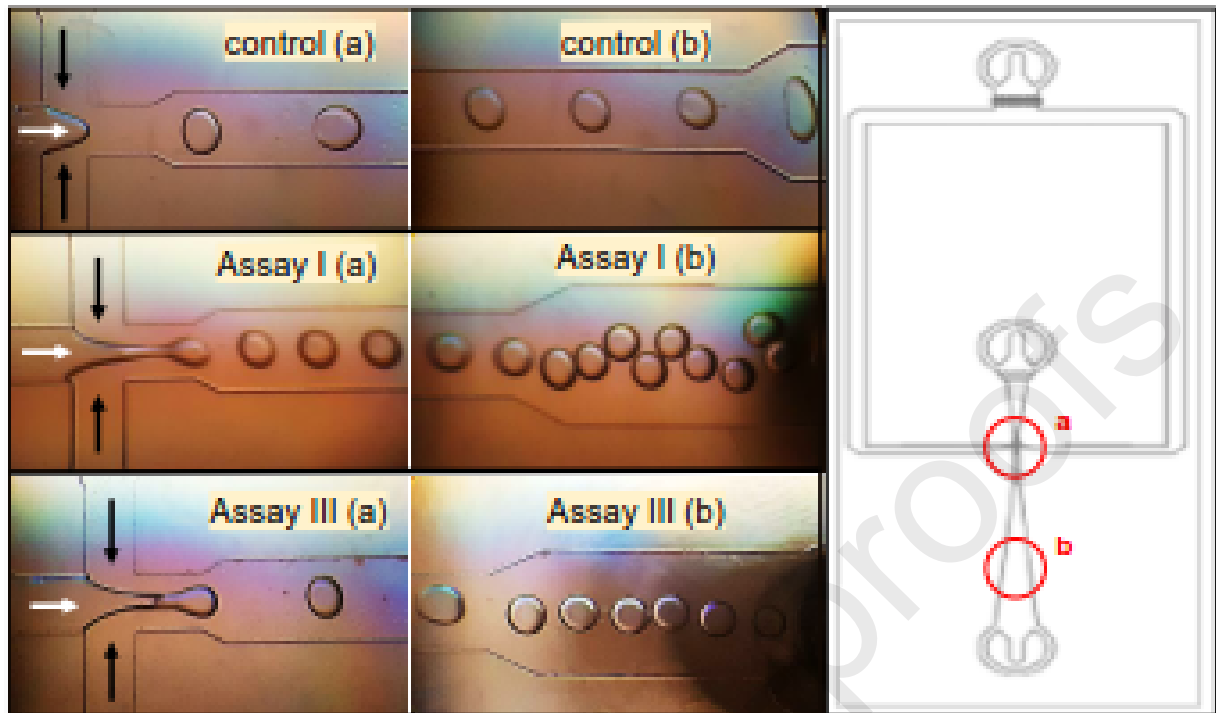 control (a)
control (b)
Assay I (a)
Assay I (b)
Assay III (a)
Assay III (b)
a
b
proofs